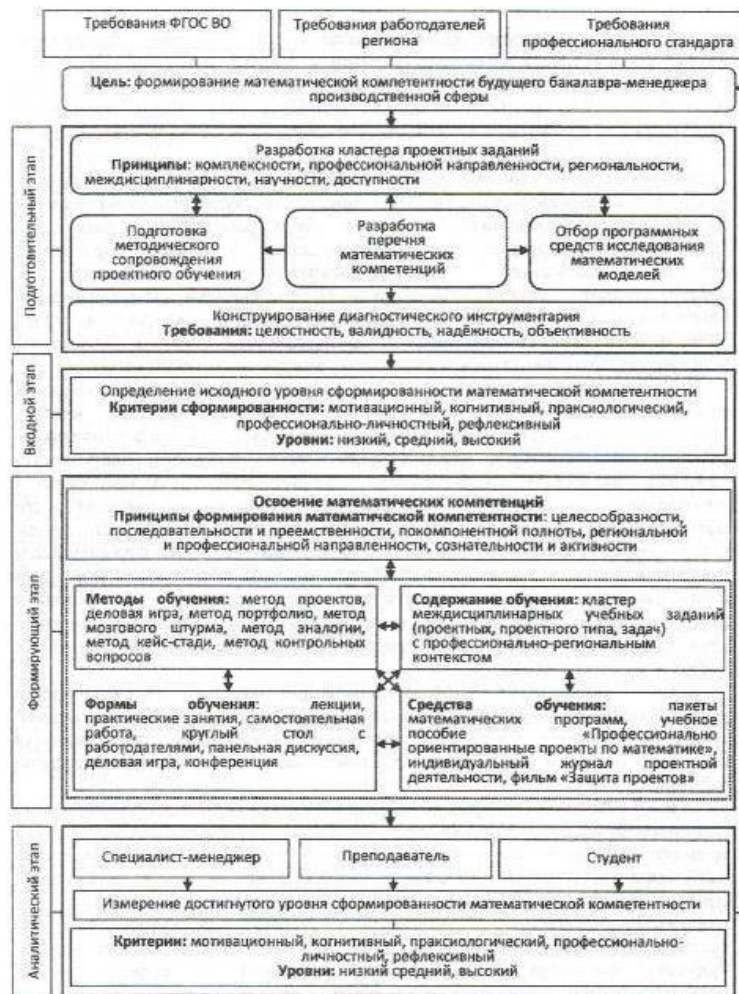 Требования ФГОС ВО
Требования работодателей
региона
Требования
профессионального стандарта
Цель: формирование математической компетентности будущего бакалавра-менеджера
производственной сферы
Подготовительный этап
Разработка кластера проектных заданий
Принципы: комплексности, профессиональной направленности, региональности,
междисциплинарности, научности, доступности
Подготовка
методического
сопровождения
проектного обучения
Разработка
перечня
математических
компетенций
Отбор программных
средств исследования
математических
моделей
Конструирование диагностического инструментария
Требования: целостность, валидность, надёжность, объективность
Входной этап
Определение исходного уровня сформированности математической компетентности
Критерии сформированности: мотивационный, когнитивный, праксиологический,
профессионально-личностный, рефлексивный
Уровни: низкий, средний, высокий
Формирующий этап
Освоение математических компетенций
Принципы формирования математической компетентности: целесообразности,
последовательности и преемственности, покомпонентной полноты, региональной
и профессиональной направленности, сознательности и активности
Методы обучения: метод проектов,
деловая игра, метод портфолио, метод
мозгового штурма, метод аналогии,
метод кейс-стади, метод контрольных
вопросов
Содержание обучения: кластер
междисциплинарных учебных заданий
(проектных, проектного типа, задач)
с профессионально-региональным
контекстом
Формы обучения: лекции,
практические занятия, самостоятельная
работа, круглый стол с
работодателями, панельная дискуссия,
деловая игра, конференция
Средства обучения: пакеты
математических программ, учебное
пособие «Профессионально
ориентированные проекты по математике»,
индивидуальный журнал проектной
деятельности, фильм «Защита проектов»
Аналитический этап
Специалист-менеджер
Преподаватель
Студент
Измерение достигнутого уровня сформированности математической компетентности
Критерии: мотивационный, когнитивный, праксиологический, профессионально-
личностный, рефлексивный
Уровни: низкий средний, высокий